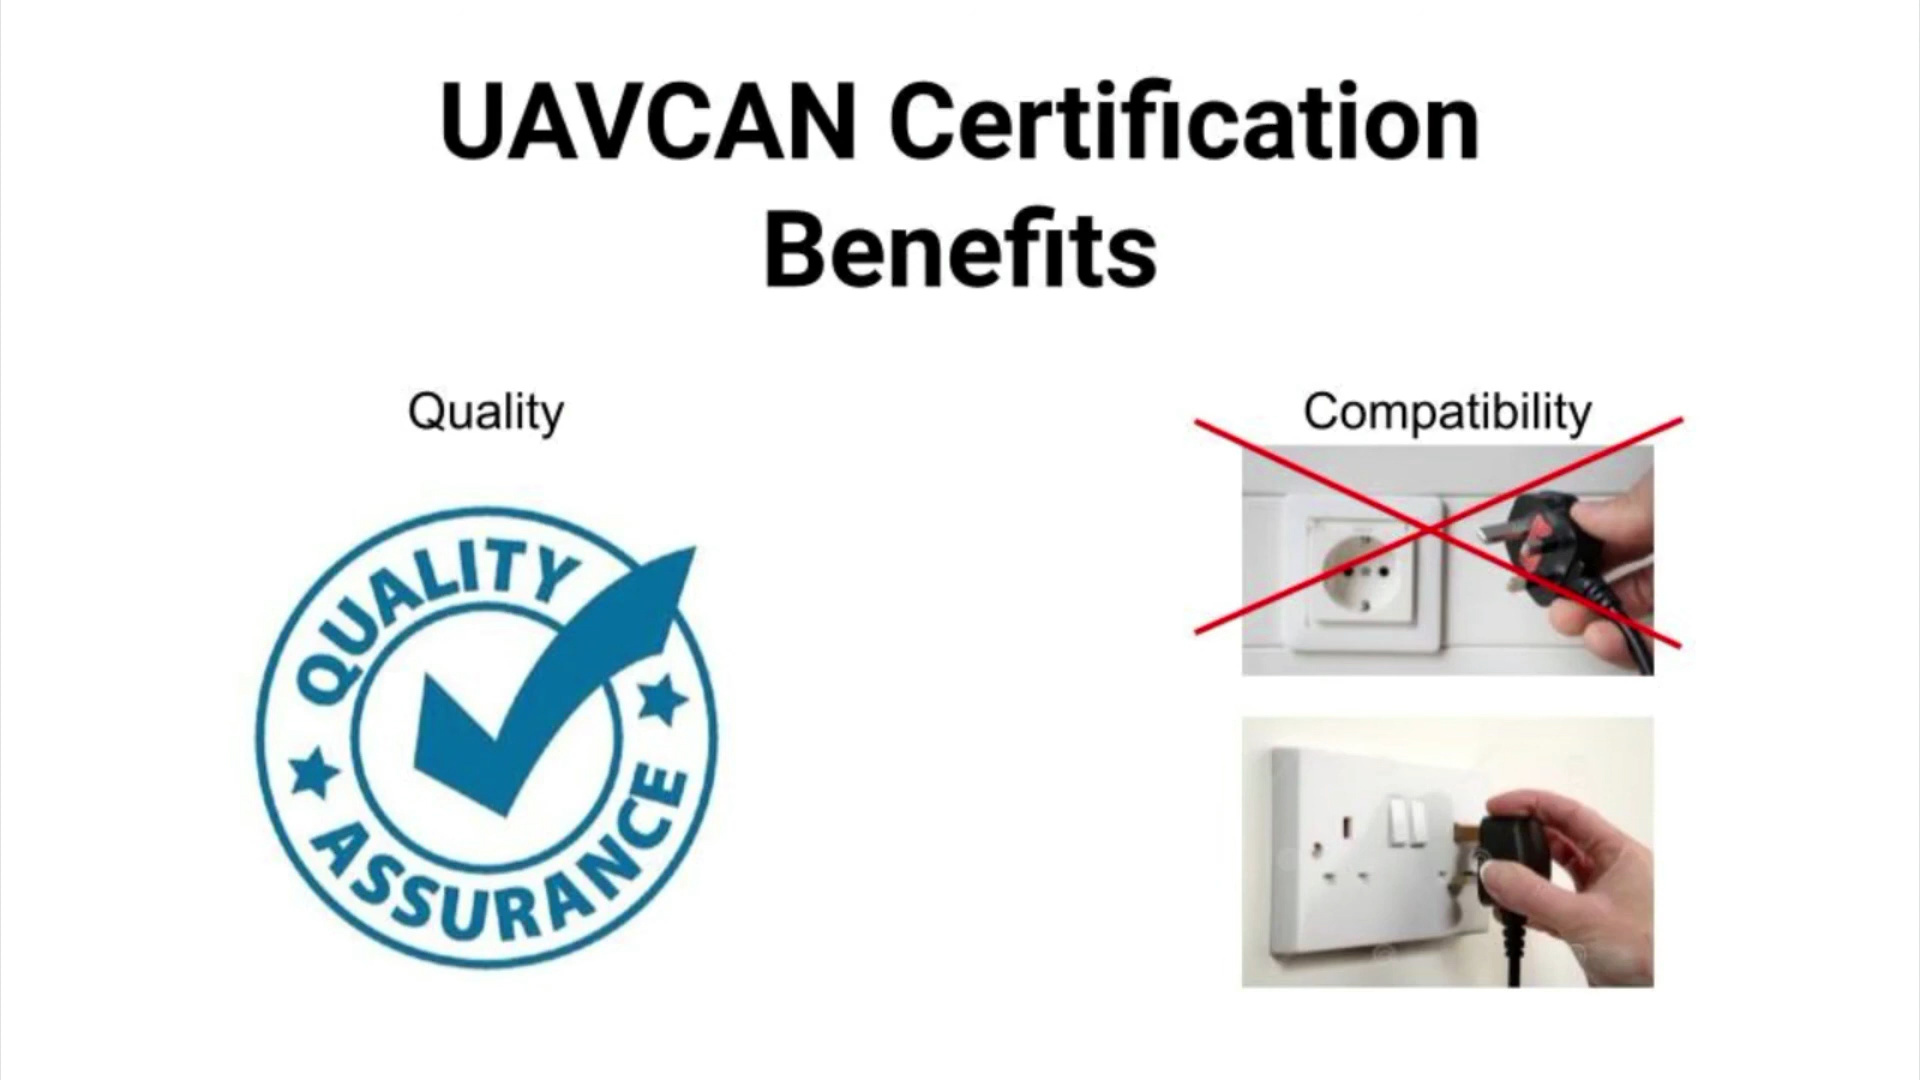 UAVCAN Certification
Benefits
Quality
Compatibility
QUALITY
ASSURANCE